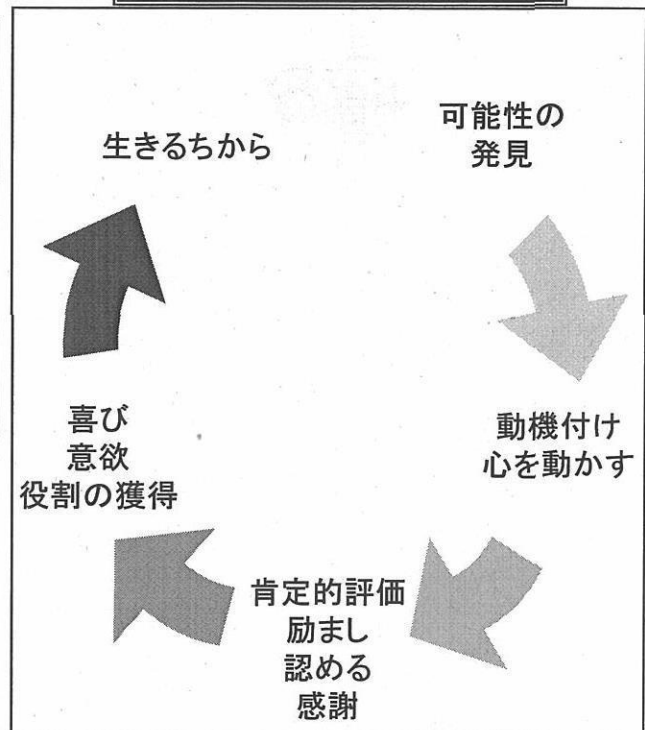 可能性の
発見
動機付け
心を動かす
肯定的評価
励まし
認める
感謝
喜び
意欲
役割の獲得
生きるちから